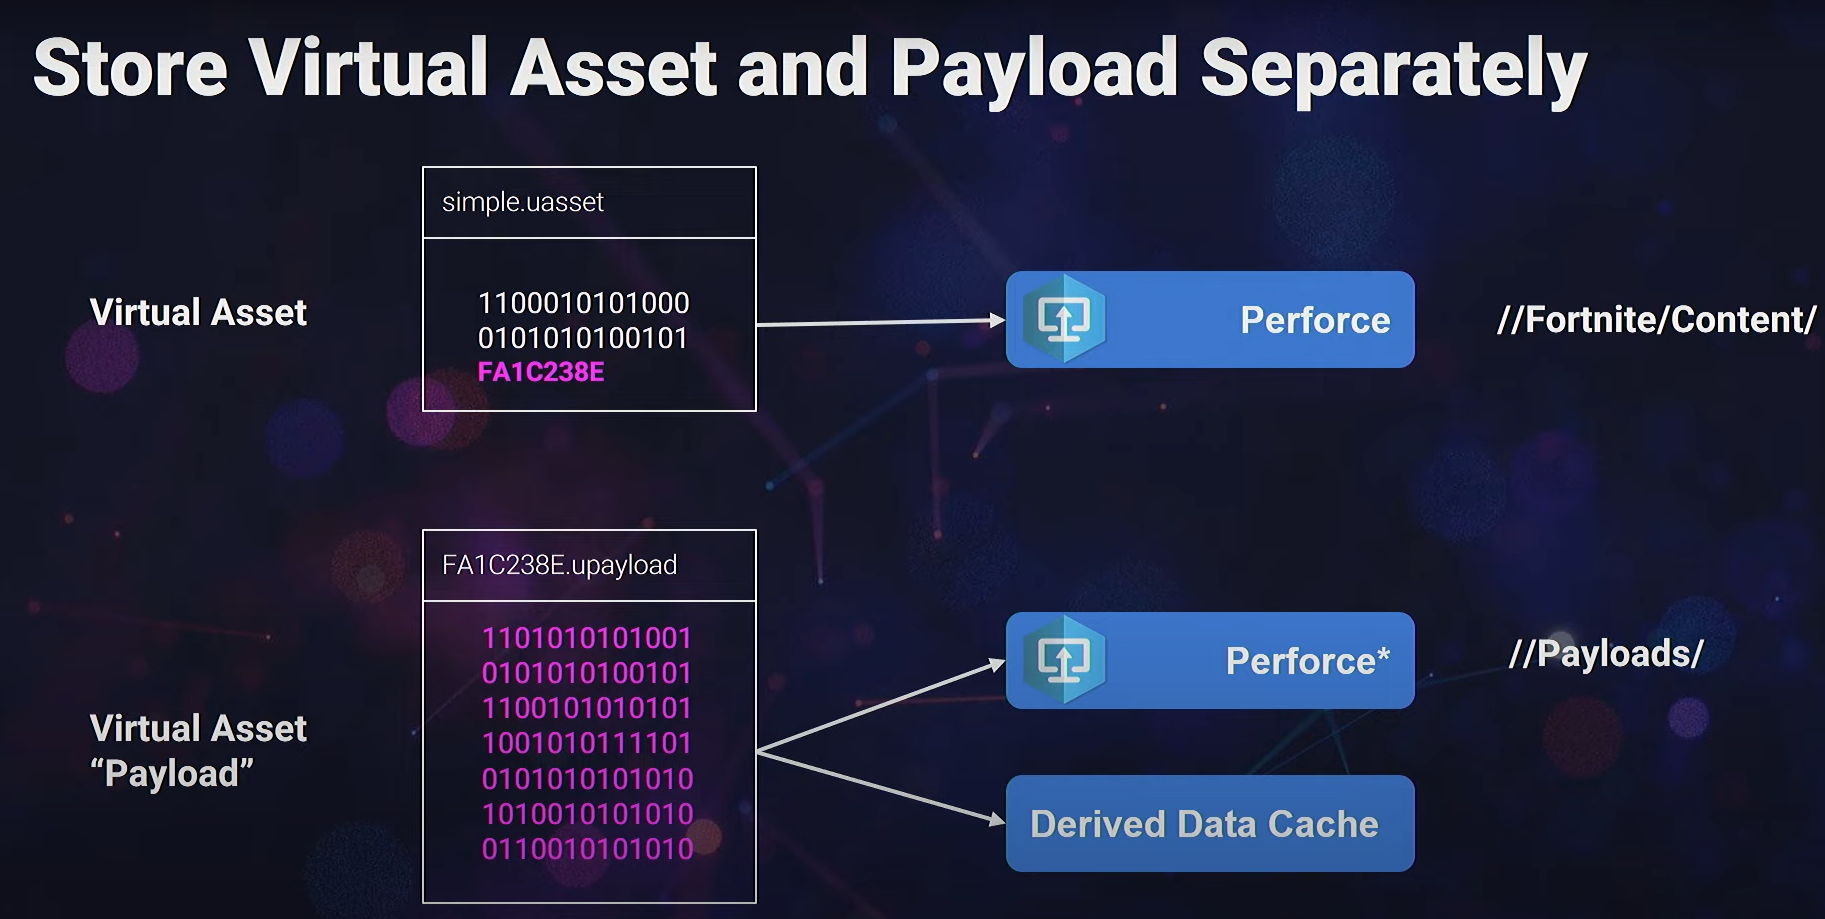 Store Virtual Asset and Payload Separately
simple.uasset
Virtual Asset
1100010101000
0101010100101
FA1C238E
Perforce
//Fortnite/Content/
FA1C238E.upayload
Virtual Asset
“Payload”
1101010101001
0101010100101
1100101010101
1001010111101
0101010101010
1010010101010
0110010101010
Perforce*
//Payloads/
Derived Data Cache